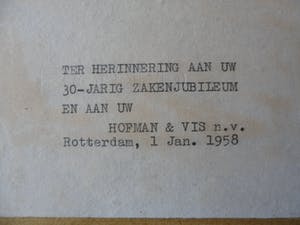 TER HERINNERING AAN UW
30-JARIG ZAKENJUBILEUM
EN AAN UW
HOFMAN & VIS n.v.
Rotterdam, 1 Jan. 1958